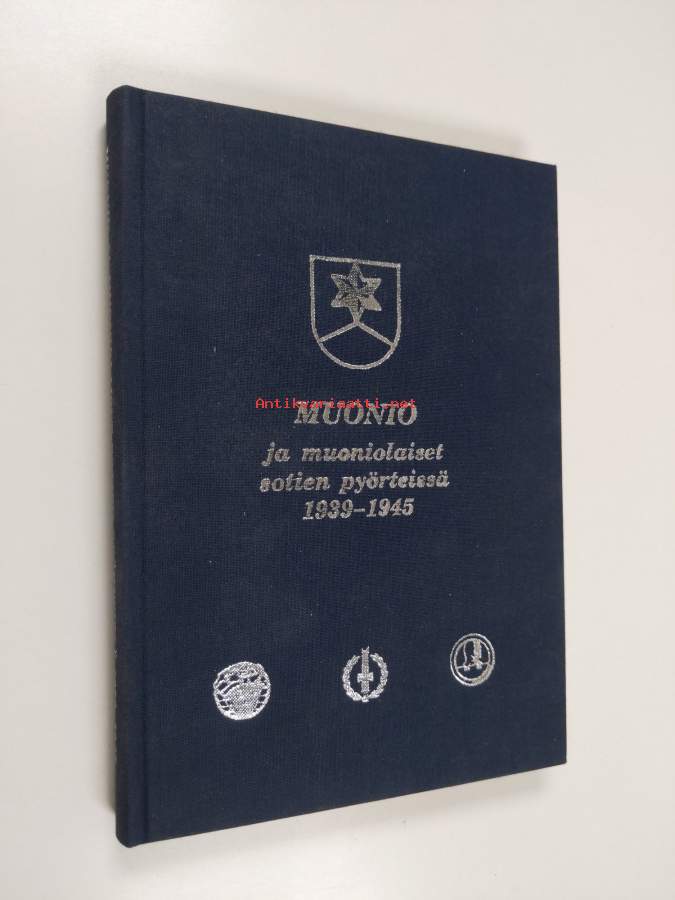 Antikvariaatti.net
MUONIO
ja muoniolaiset
sotien pyörteissä
1939–1945